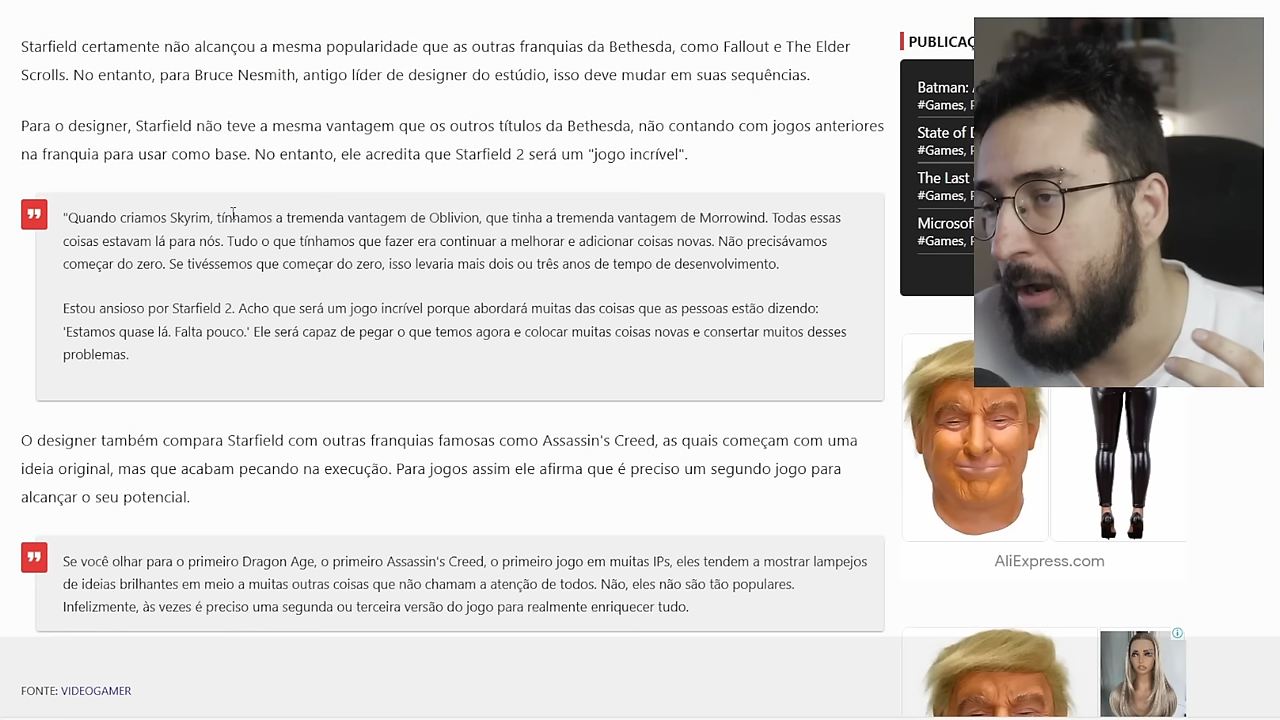 Starfield certamente não alcançou a mesma popularidade que as outras franquias da Bethesda, como Fallout e The Elder
Scrolls. No entanto, para Bruce Nesmith, antigo líder de designer do estúdio, isso deve mudar em suas sequências.
Para o designer, Starfield não teve a mesma vantagem que os outros títulos da Bethesda, não contando com jogos anteriores
na franquia para usar como base. No entanto, ele acredita que Starfield 2 será um "jogo incrível".
"Quando criamos Skyrim, tínhamos a tremenda vantagem de Oblivion, que tinha a tremenda vantagem de Morrowind. Todas essas
coisas estavam lá para nós. Tudo o que tínhamos que fazer era continuar a melhorar e adicionar coisas novas. Não precisávamos
começar do zero. Se tivéssemos que começar do zero, isso levaria mais dois ou três anos de tempo de desenvolvimento.
Estou ansioso por Starfield 2. Acho que será um jogo incrível porque abordará muitas das coisas que as pessoas estão dizendo:
'Estamos quase lá. Falta pouco.' Ele será capaz de pegar o que temos agora e colocar muitas coisas novas e consertar muitos desses
problemas.
O designer também compara Starfield com outras franquias famosas como Assassin's Creed, as quais começam com uma
ideia original, mas que acabam pecando na execução. Para jogos assim ele afirma que é preciso um segundo jogo para
alcançar o seu potencial.
Se você olhar para o primeiro Dragon Age, o primeiro Assassin's Creed, o primeiro jogo em muitas IPs, eles tendem a mostrar lampejos
de ideias brilhantes em meio a muitas outras coisas que não chamam a atenção de todos. Não, eles não são tão populares.
Infelizmente, às vezes é preciso uma segunda ou terceira versão do jogo para realmente enriquecer tudo.
FONTE: VIDEOGAMER
PUBLICAÇ
Batman:
#Games,
State of
#Games,
The Last
#Games,
Microsof
#Games,
AliExpress.com